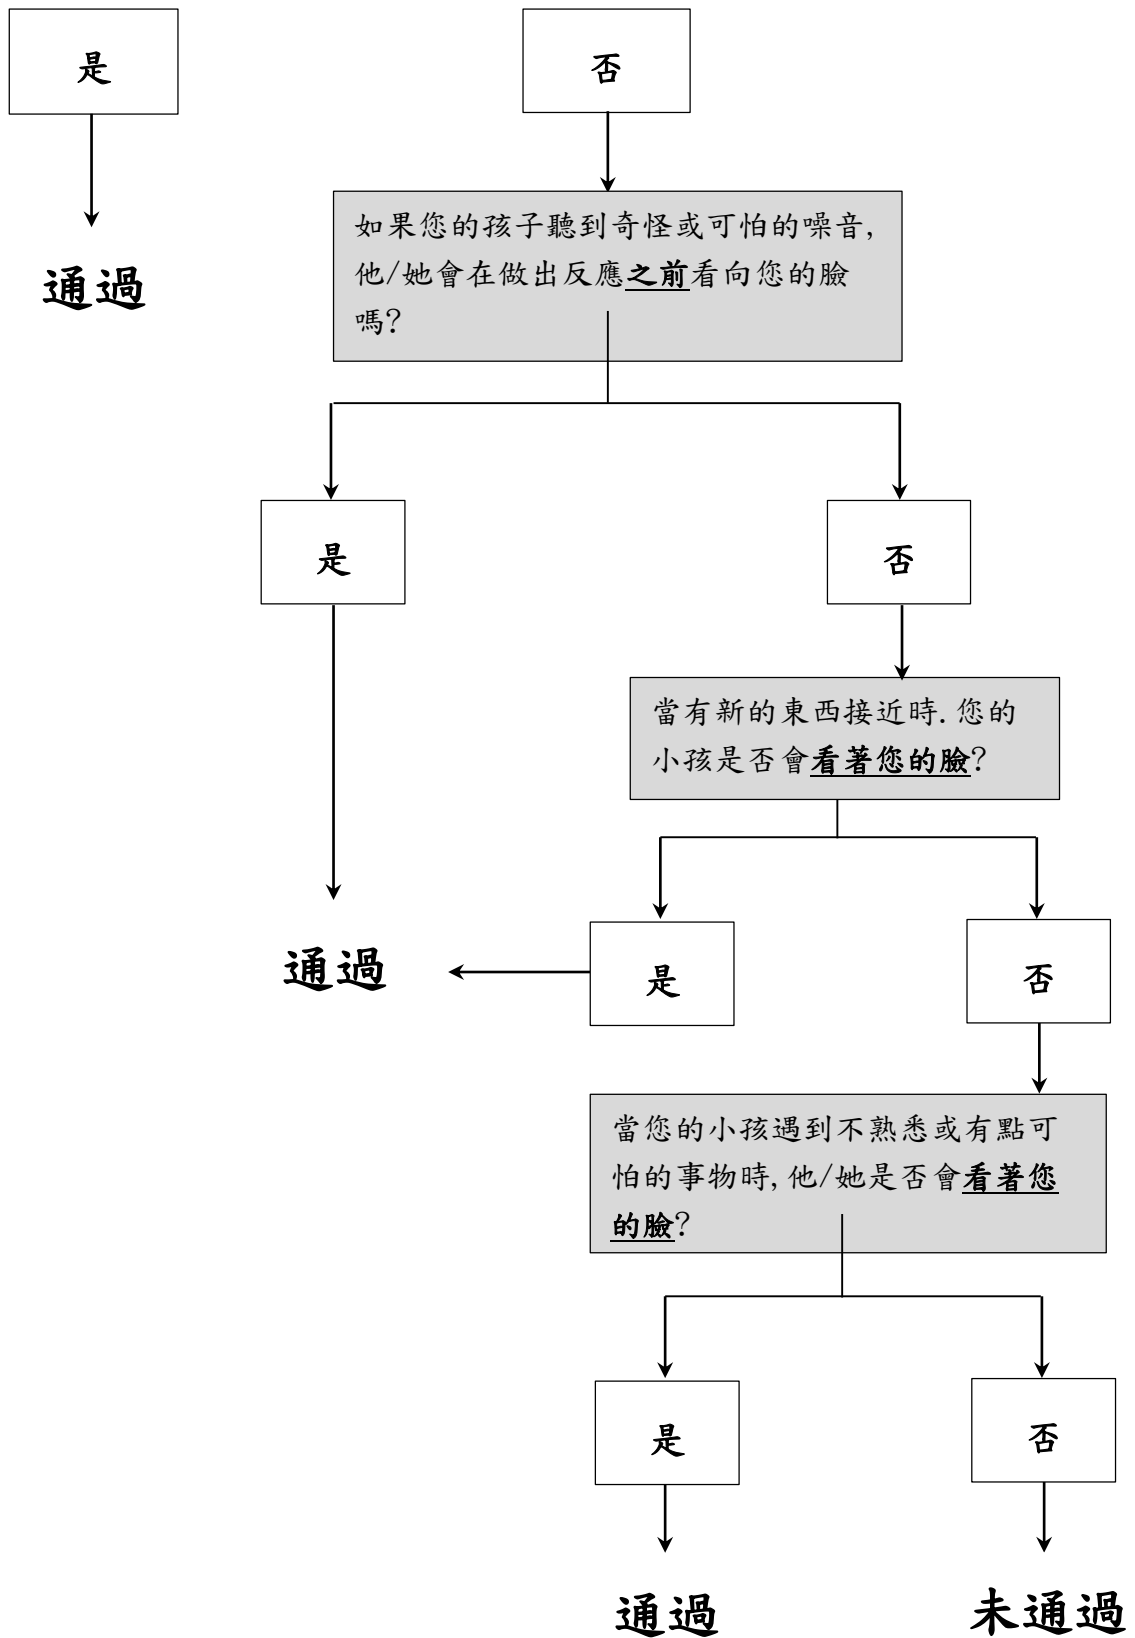 是
否
通過
如果您的孩子聽到奇怪或可怕的噪音,
他/她會在做出反應之前看向您的臉
嗎?
是
否
當有新的東西接近時.您的
小孩是否會看著您的臉?
通過
是
否
當您的小孩遇到不熟悉或有點可
怕的事物時,他/她是否會看著您
的臉?
是
否
通過
未通過